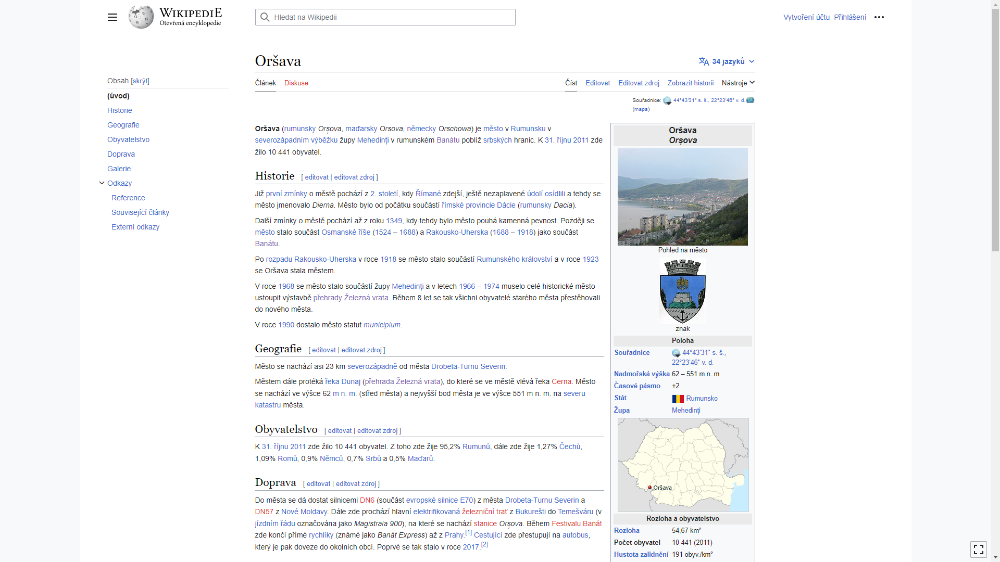 WIKIPEDIE
Otevřená encyklopedie
Hledat na Wikipedii
Vytvoření účtu Přihlášení
Oršava
34 jazyků
Článek Diskuse
Číst Editovat Editovat zdroj Zobrazit historii Nástroje
Souřadnice: 44°43′31″ s. š., 22°23′46″ v. d.
(mapa)
Obsah [skrýt]
(úvod)
Historie
Geografie
Obyvatelstvo
Doprava
Galerie
Odkazy
Reference
Související články
Externí odkazy
Oršava (rumunsky Orșova, maďarsky Orsova, německy Orschowa) je město v Rumunsku v
severozápadním výběžku župy Mehedinți v rumunském Banátu poblíž srbských hranic. K 31. říjnu 2011 zde
žilo 10 441 obyvatel.
Historie [ editovat | editovat zdroj ]
Již první zmínky o městě pochází z 2. století, kdy Římané zdejší, ještě nezaplavené údolí osídlili a tehdy se
město jmenovalo Dierna. Město bylo od počátku součástí římské provincie Dácie (rumunsky Dacia).
Další zmínky o městě pochází až z roku 1349, kdy tehdy bylo město pouhá kamenná pevnost. Později se
město stalo součást Osmanské říše (1524 – 1688) a Rakousko-Uherska (1688 – 1918) jako součást
Banátu.
Po rozpadu Rakousko-Uherska v roce 1918 se město stalo součástí Rumunského království a v roce 1923
se Oršava stala městem.
V roce 1968 se město stalo součástí župy Mehedinți a v letech 1966 – 1974 muselo celé historické město
ustoupit výstavbě přehrady Železná vrata. Během 8 let se tak všichni obyvatelé starého města přestěhovali
do nového města.
V roce 1990 dostalo město statut municipium.
Geografie [ editovat | editovat zdroj ]
Město se nachází asi 23 km severozápadně od města Drobeta-Turnu Severin.
Městem dále protéká řeka Dunaj (přehrada Železná vrata), do které se ve městě vlévá řeka Cerna. Město
se nachází ve výšce 62 m n. m. (střed města) a nejvyšší bod města je ve výšce 551 m n. m. na severu
katastru města.
Obyvatelstvo [ editovat | editovat zdroj ]
K 31. říjnu 2011 zde žilo 10 441 obyvatel. Z toho zde žije 95,2% Rumunů, dále zde žije 1,27% Čechů,
1,09% Romů, 0,9% Němců, 0,7% Srbů a 0,5% Maďarů.
Doprava [ editovat | editovat zdroj ]
Do města se dá dostat silnicemi DN6 (součást evropské silnice E70) z města Drobeta-Turnu Severin a
DN57 z Nové Moldavy. Dále zde prochází hlavní elektrifikovaná železniční trať z Bukurešti do Temešváru (v
jízdním řádu označována jako Magistrala 900), na které se nachází stanice Orșova. Během Festivalu Banát
zde končí přímé rychlíky (známé jako Banát Express) až z Prahy.[1] Cestující zde přestupují na autobus,
který je pak doveze do okolních obcí. Poprvé se tak stalo v roce 2017.[2]
Oršava
Orșova
Pohled na město
znak
Poloha
Souřadnice 44°43′31″ s. š.,
22°23′46″ v. d.
Nadmořská výška 62 – 551 m n. m.
Časové pásmo +2
Stát Rumunsko
Župa Mehedinți
Oršava
Rozloha a obyvatelstvo
Rozloha 54,67 km²
Počet obyvatel 10 441 (2011)
Hustota zalidnění 191 obyv./km²